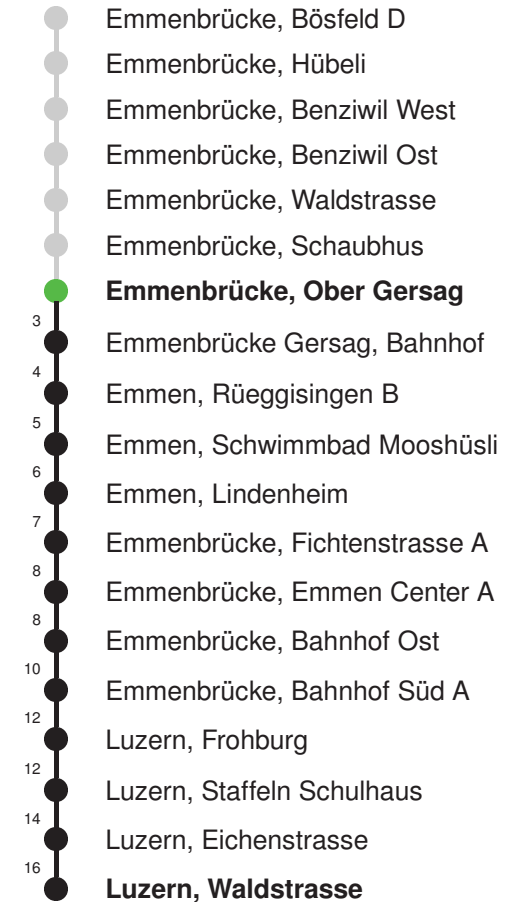 Emmenbrücke, Bösfeld D
Emmenbrücke, Hübeli
Emmenbrücke, Benziwil West
Emmenbrücke, Benziwil Ost
Emmenbrücke, Waldstrasse
Emmenbrücke, Schaubhus
Emmenbrücke, Ober Gersag
3 Emmenbrücke Gersag, Bahnhof
4 Emmen, Rüeggisingen B
5 Emmen, Schwimmbad Mooshüsli
6 Emmen, Lindenheim
7 Emmenbrücke, Fichtenstrasse A
8 Emmenbrücke, Emmen Center A
8 Emmenbrücke, Bahnhof Ost
10 Emmenbrücke, Bahnhof Süd A
12 Luzern, Frohburg
12 Luzern, Staffeln Schulhaus
14 Luzern, Eichenstrasse
16 Luzern, Waldstrasse